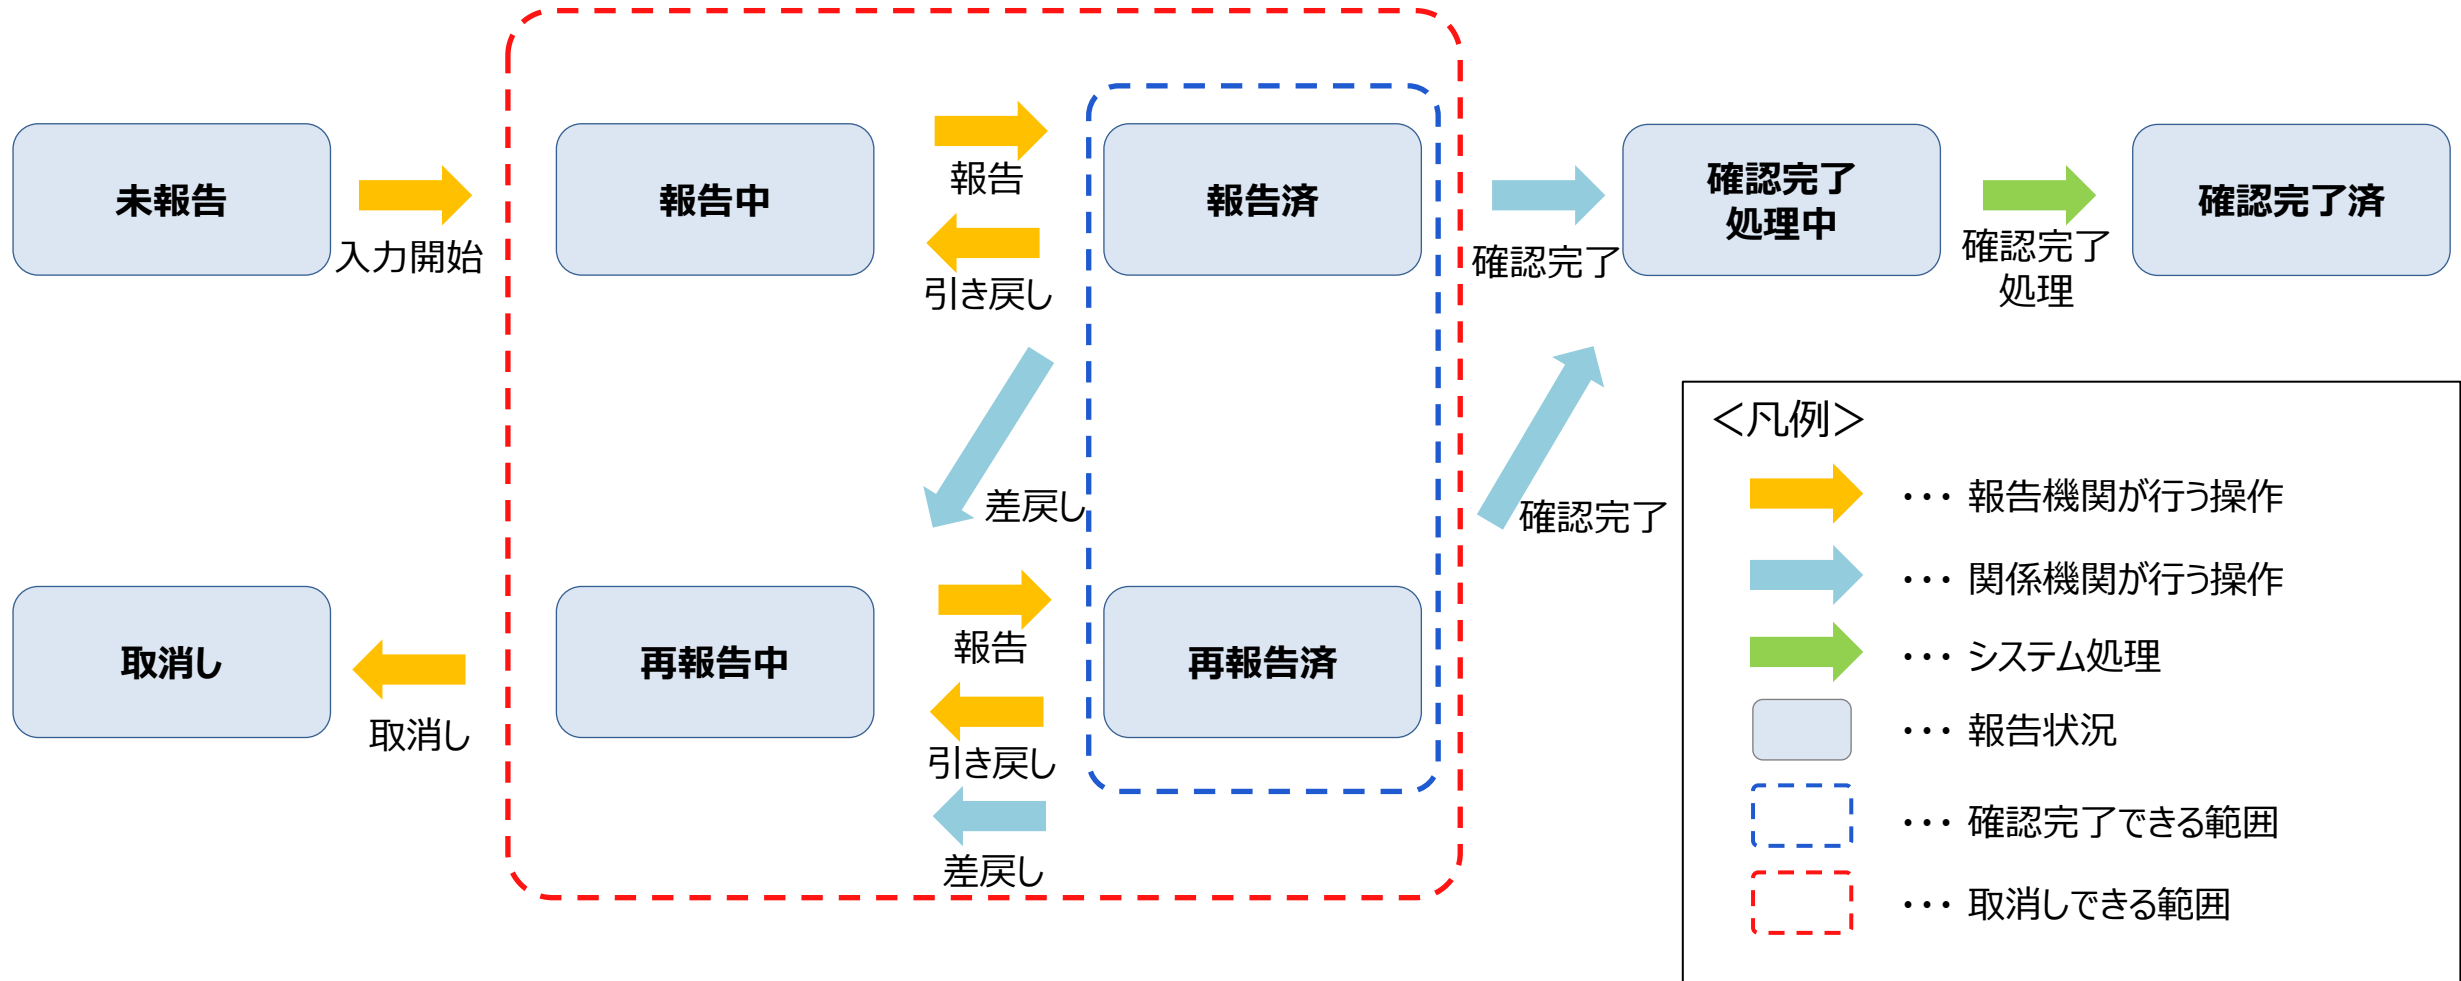 未報告
入力開始
報告中
報告
引き戻し
報告済
確認完了
確認完了
処理中
確認完了
処理
確認完了済
差戻し
確認完了
取消し
取消し
再報告中
報告
引き戻し
差戻し
再報告済
＜凡例＞
･･･ 報告機関が行う操作
･･･ 関係機関が行う操作
･･･ システム処理
･･･ 報告状況
･･･ 確認完了できる範囲
･･･ 取消しできる範囲